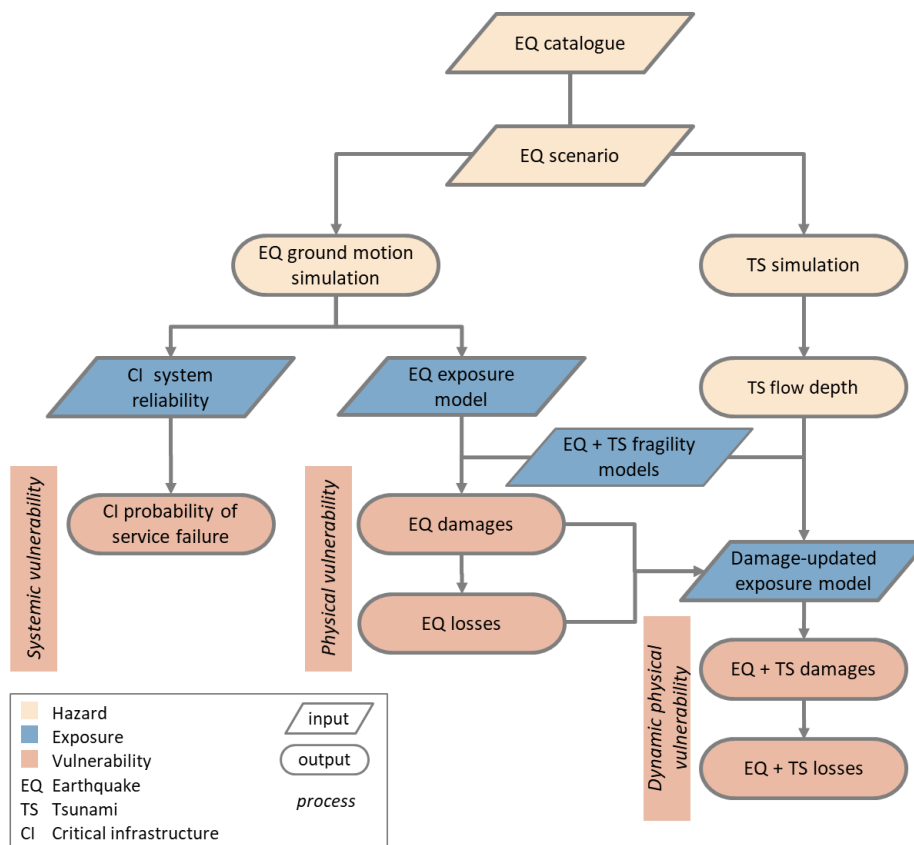 EQ catalogue
EQ scenario
EQ ground motion
simulation
TS simulation
CI system
reliability
EQ exposure
model
TS flow depth
EQ + TS fragility
models
Systemic vulnerability
CI probability of
service failure
Physical vulnerability
EQ damages
EQ losses
Damage-updated
exposure model
Dynamic physical
vulnerability
EQ + TS damages
EQ + TS losses
Hazard
Exposure
Vulnerability
EQ Earthquake
TS Tsunami
CI Critical infrastructure
input
output
process